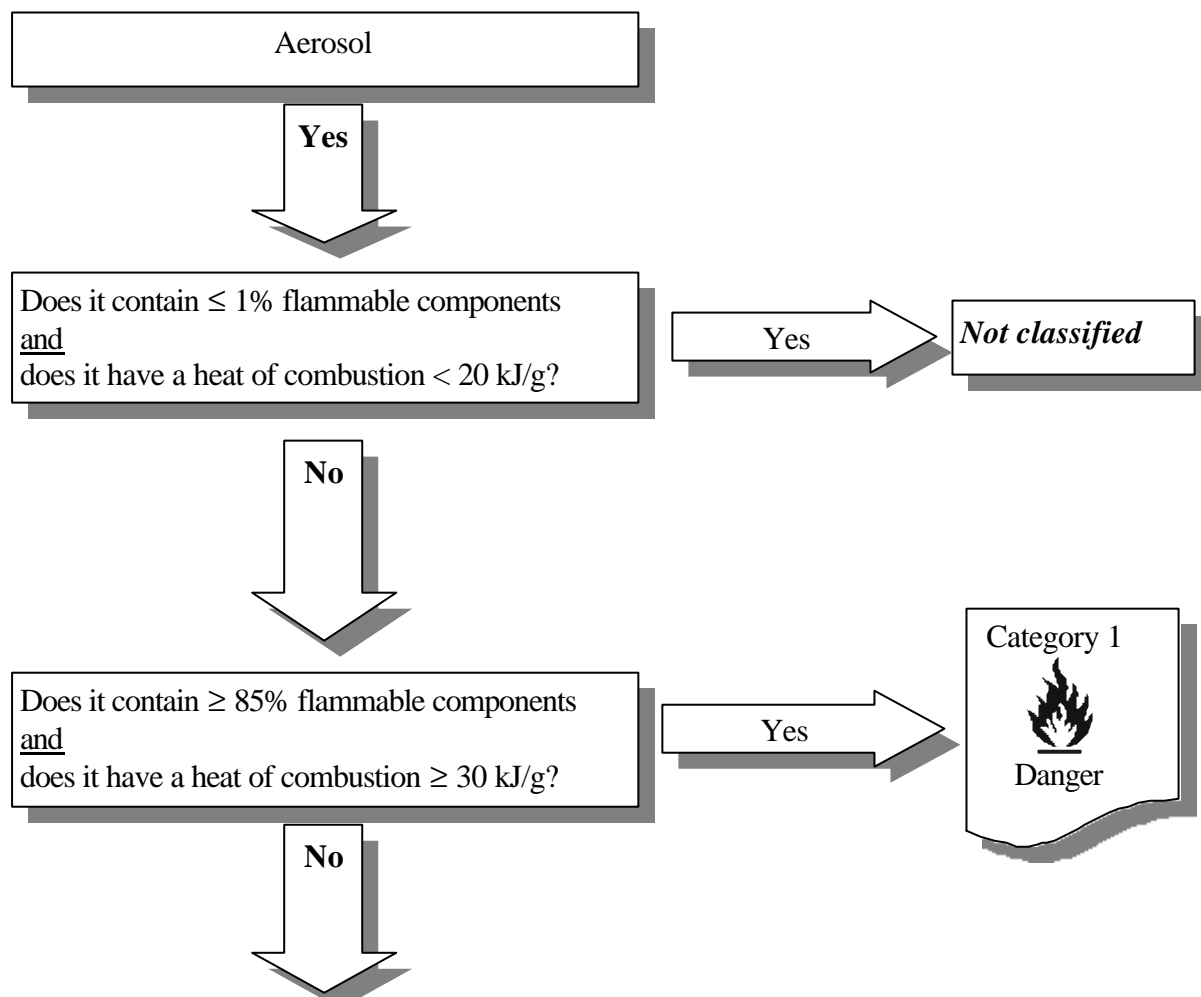 Aerosol
Yes
Does it contain ≤ 1% flammable components
and
does it have a heat of combustion < 20 kJ/g?
Yes
Not classified
No
Does it contain ≥ 85% flammable components
and
does it have a heat of combustion ≥ 30 kJ/g?
Yes
Category 1
Danger
No